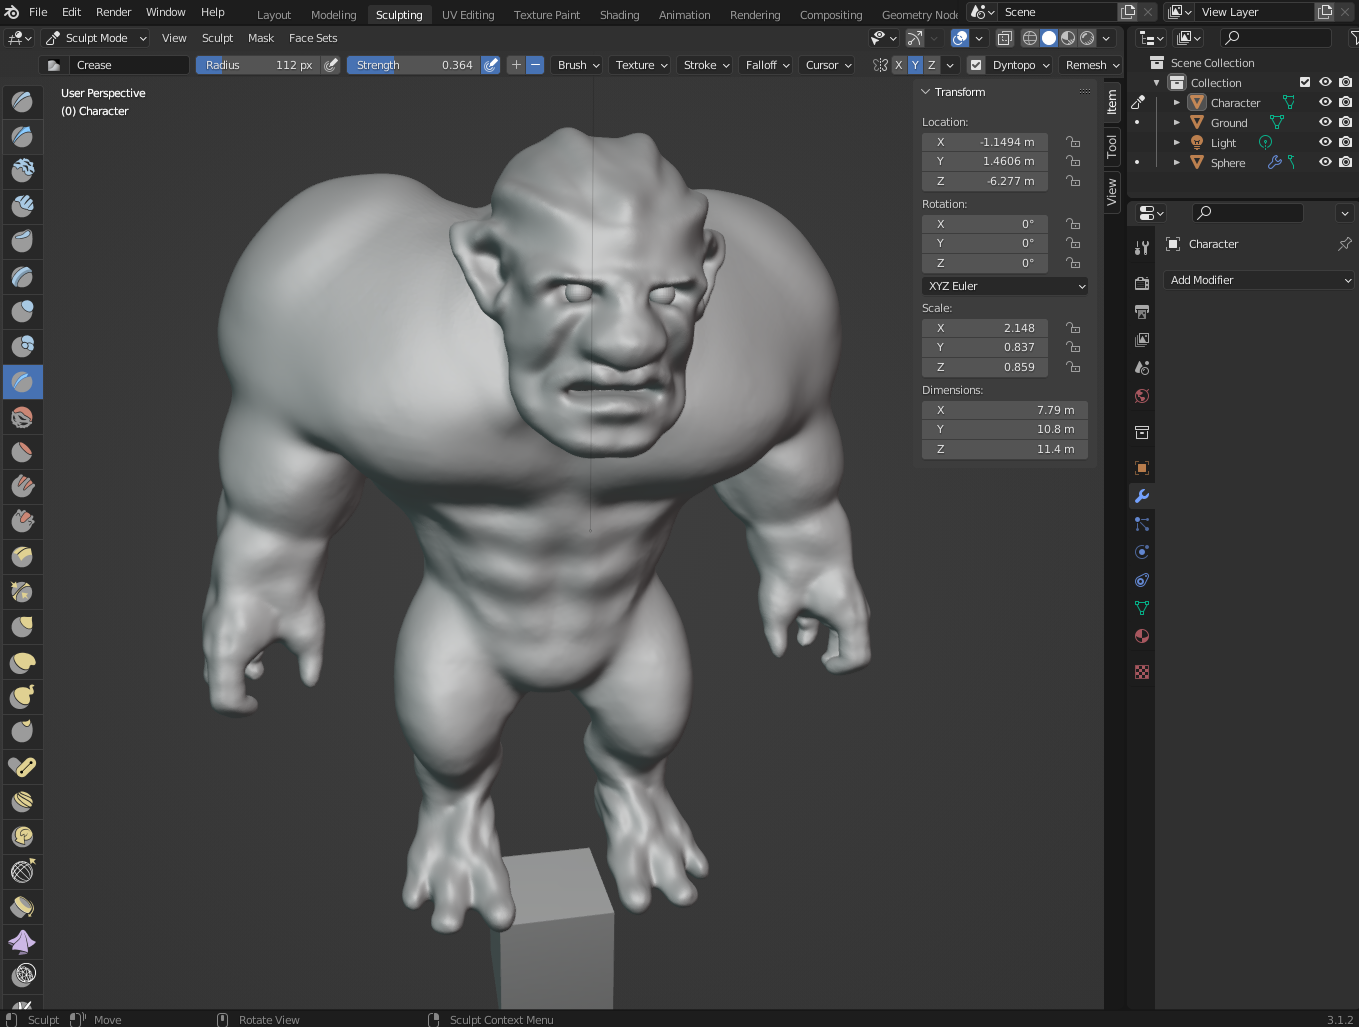 File Edit Render Window Help Layout Modeling Sculpting UV Editing Texture Paint Shading Animation Rendering Compositing Geometry Nod Scene View Layer
Sculpt Mode View Sculpt Mask Face Sets
Crease Radius 112 px Strength 0.364 Brush Texture Stroke Falloff Cursor X Y Z Dyntopo Remesh
User Perspective
(0) Character
Transform
Location:
X -1.1494 m
Y 1.4606 m
Z -6.277 m
Rotation:
X 0°
Y 0°
Z 0°
XYZ Euler
Scale:
X 2.148
Y 0.837
Z 0.859
Dimensions:
X 7.79 m
Y 10.8 m
Z 11.4 m
Item
Tool
View
Scene Collection
Collection
Character
Ground
Light
Sphere
Character
Add Modifier
Sculpt Move Rotate View Sculpt Context Menu 3.1.2